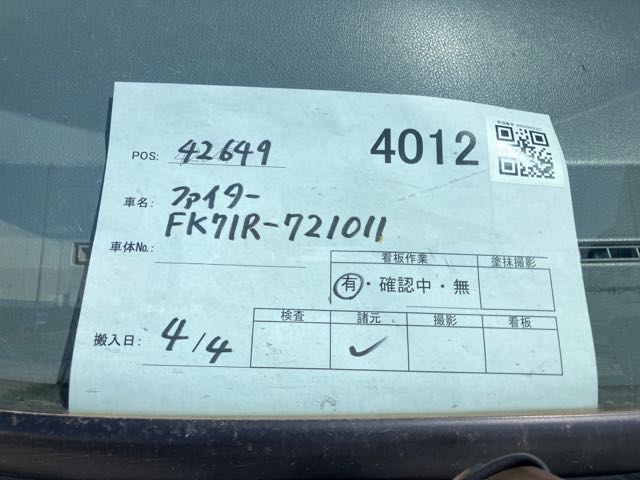 POS: 42649
4012
車名: ファイター
FK71R-721011
車体No.:
看板作業 塗抹撮影
有・確認中・無
検査 諸元 撮影 看板
搬入日: 4/4 ✓